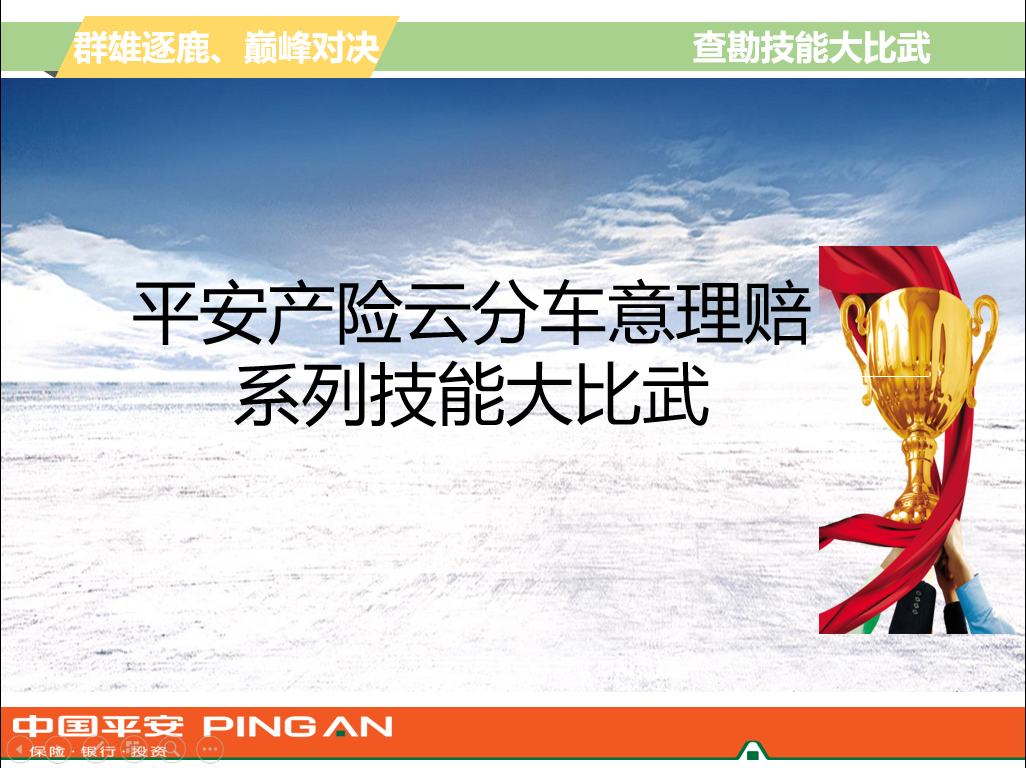 群雄逐鹿、巅峰对决
查勘技能大比武
平安产险云分车意理赔
系列技能大比武
中国平安 PING AN
保险·银行·投资